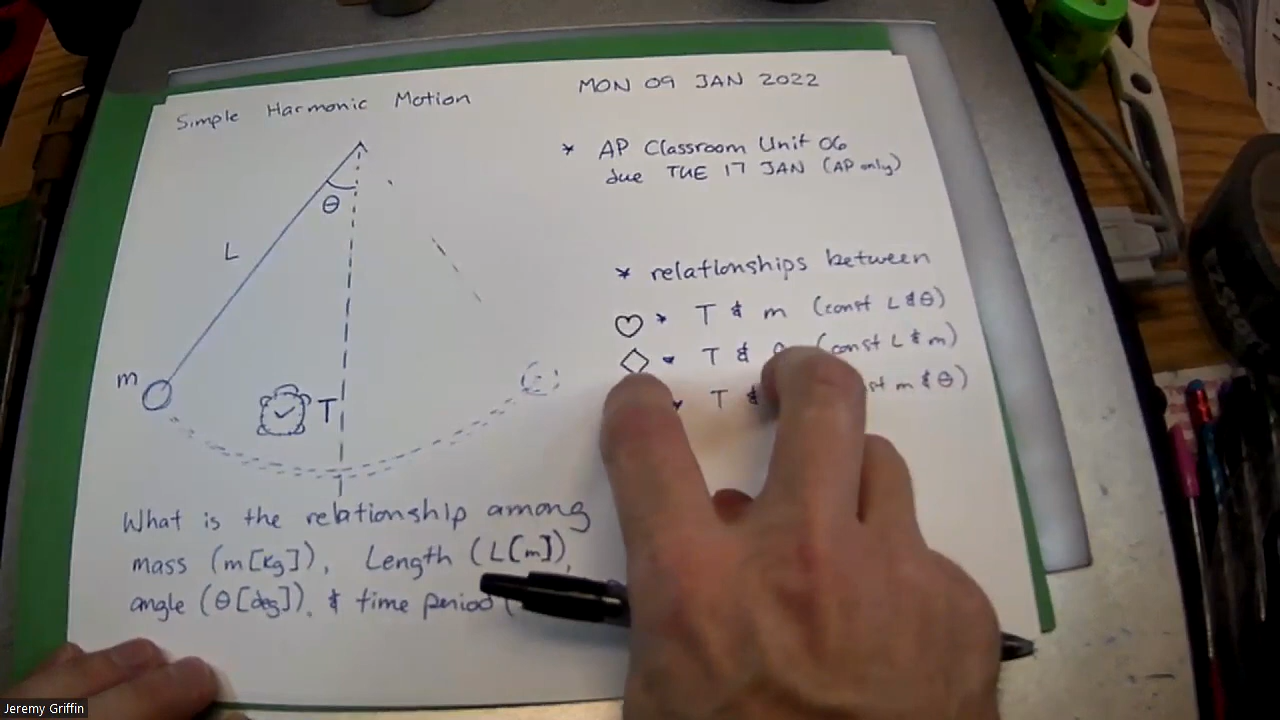 Simple Harmonic Motion
MON 09 JAN 2022
* AP Classroom Unit 06
due TUE 17 JAN (AP only)
θ
L
m
T
* relationships between
♡ * T & m (const L & θ)
◇ * T & (const L & m)
* T & m & θ)
What is the relationship among
mass (m[kg]), Length (L[m]),
angle (θ[deg]), & time period (
Jeremy Griffin